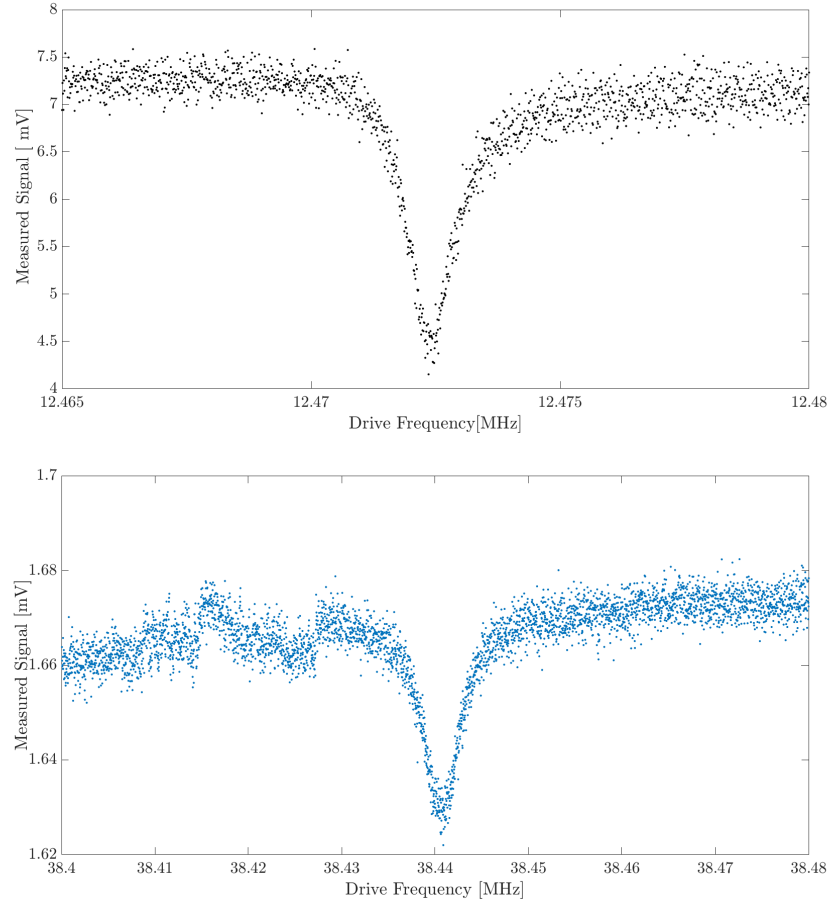 8
7.5
7
6.5
6
5.5
5
4.5
4
Measured Signal [ mV]
12.465 12.47 12.475 12.48
Drive Frequency[MHz]
1.7
1.68
1.66
1.64
1.62
Measured Signal [mV]
38.4 38.41 38.42 38.43 38.44 38.45 38.46 38.47 38.48
Drive Frequency [MHz]